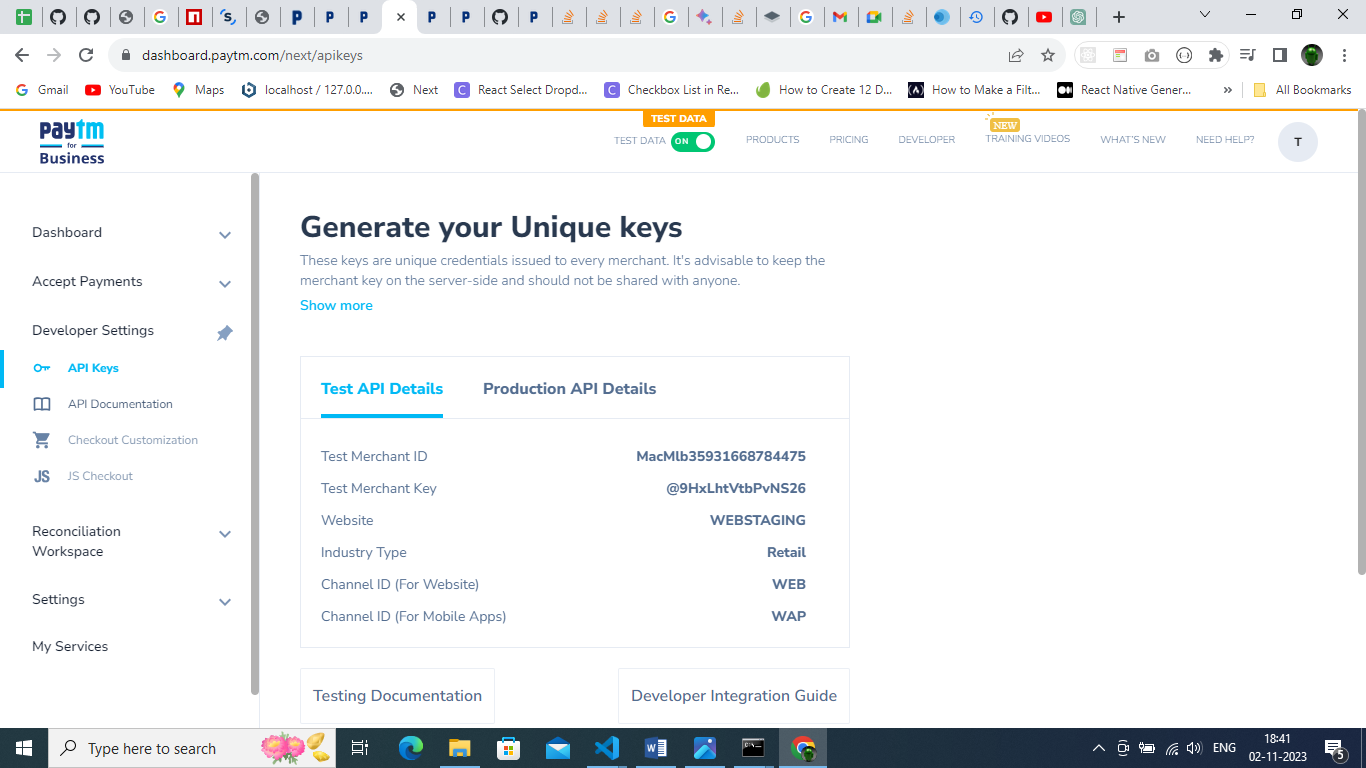 dashboard.paytm.com/next/apikeys
Gmail
YouTube
Maps
localhost / 127.0.0....
Next
React Select Dropd...
Checkbox List in Re...
How to Create 12 D...
How to Make a Filt...
React Native Gener...
»
All Bookmarks
paytm
for
Business
TEST DATA
TEST DATA
ON
PRODUCTS
PRICING
DEVELOPER
NEW
TRAINING VIDEOS
WHAT'S NEW
NEED HELP?
T
Dashboard
Accept Payments
Developer Settings
API Keys
API Documentation
Checkout Customization
JS
JS Checkout
Reconciliation
Workspace
Settings
My Services
Generate your Unique keys
These keys are unique credentials issued to every merchant. It's advisable to keep the
merchant key on the server-side and should not be shared with anyone.
Show more
Test API Details
Production API Details
Test Merchant ID MacMlb35931668784475
Test Merchant Key @9HxLhtVtbPvNS26
Website WEBSTAGING
Industry Type Retail
Channel ID (For Website) WEB
Channel ID (For Mobile Apps) WAP
Testing Documentation
Developer Integration Guide
Type here to search
ENG
18:41
02-11-2023
5